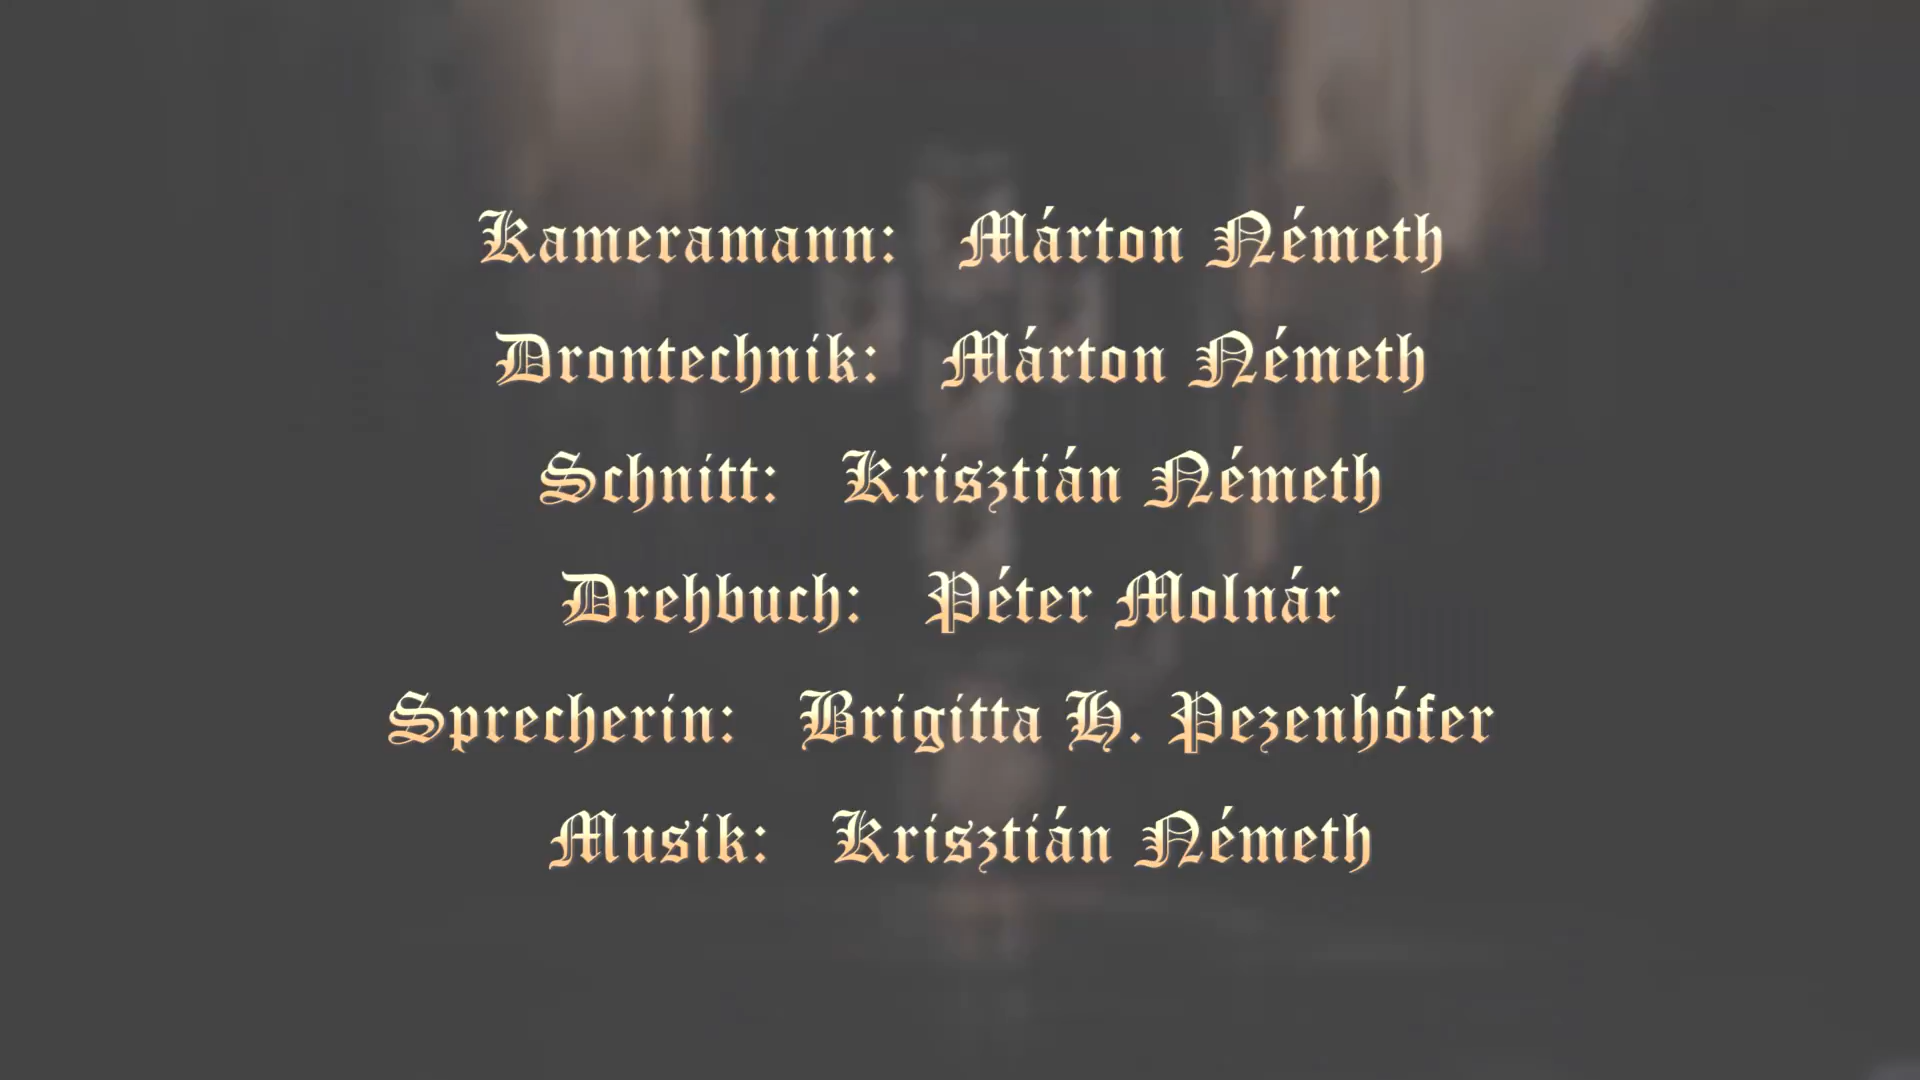 Kameramann: Márton Németh
Drontechnik: Márton Németh
Schnitt: Krisztián Németh
Drehbuch: Péter Molnár
Sprecherin: Brigitta H. Pezenhófer
Musik: Krisztián Németh